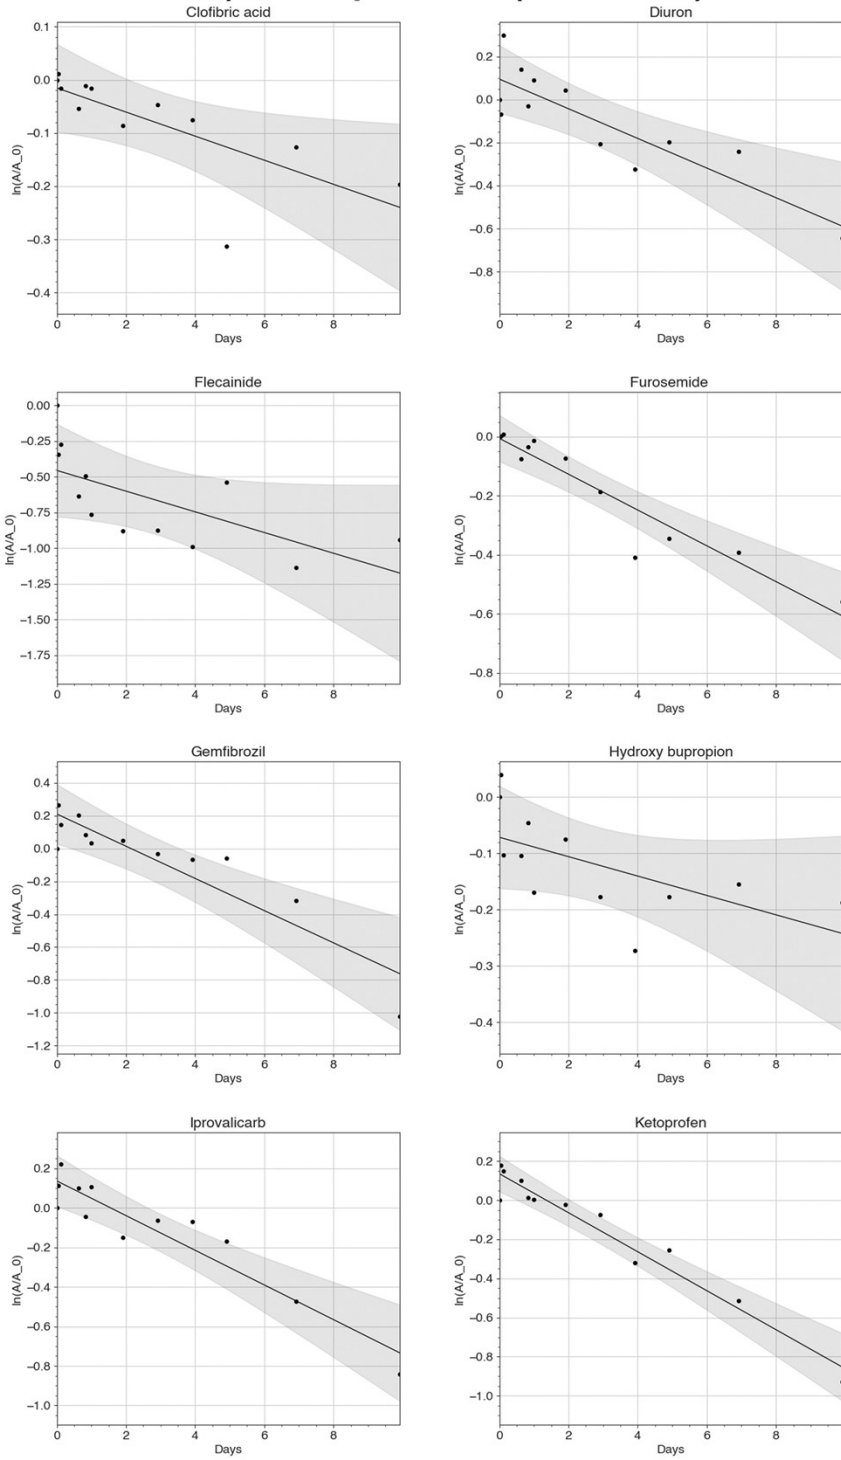 Clofibric acid
0.1
0.0
−0.1
−0.2
−0.3
−0.4
ln(A/A_0)
0 2 4 6 8
Days
Diuron
0.2
0.0
−0.2
−0.4
−0.6
−0.8
ln(A/A_0)
0 2 4 6 8
Days
Flecainide
0.00
−0.25
−0.50
−0.75
−1.00
−1.25
−1.50
−1.75
ln(A/A_0)
0 2 4 6 8
Days
Furosemide
0.0
−0.2
−0.4
−0.6
−0.8
ln(A/A_0)
0 2 4 6 8
Days
Gemfibrozil
0.4
0.2
0.0
−0.2
−0.4
−0.6
−0.8
−1.0
−1.2
ln(A/A_0)
0 2 4 6 8
Days
Hydroxy bupropion
0.0
−0.1
−0.2
−0.3
−0.4
ln(A/A_0)
0 2 4 6 8
Days
Iprovalicarb
0.2
0.0
−0.2
−0.4
−0.6
−0.8
−1.0
ln(A/A_0)
0 2 4 6 8
Days
Ketoprofen
0.2
0.0
−0.2
−0.4
−0.6
−0.8
−1.0
ln(A/A_0)
0 2 4 6 8
Days